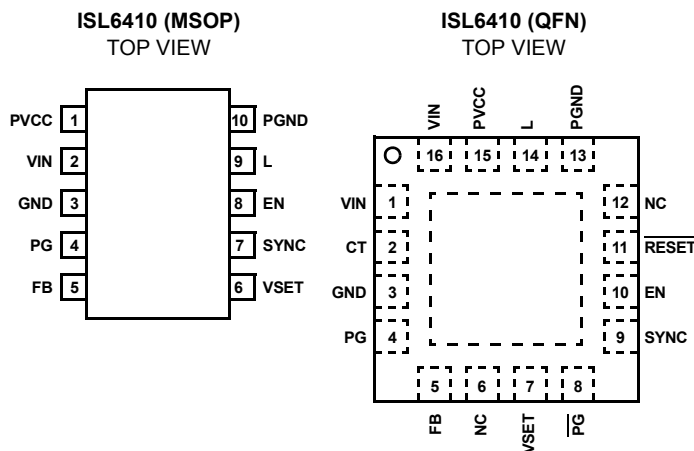 ISL6410 (MSOP)
TOP VIEW
PVCC 1
VIN 2
GND 3
PG 4
FB 5
10 PGND
9 L
8 EN
7 SYNC
6 VSET
ISL6410 (QFN)
TOP VIEW
VIN PVCC L PGND
16 15 14 13
VIN 1
CT 2
GND 3
PG 4
12 NC
11 RESET
10 EN
9 SYNC
5 6 7 8
FB NC VSET PG